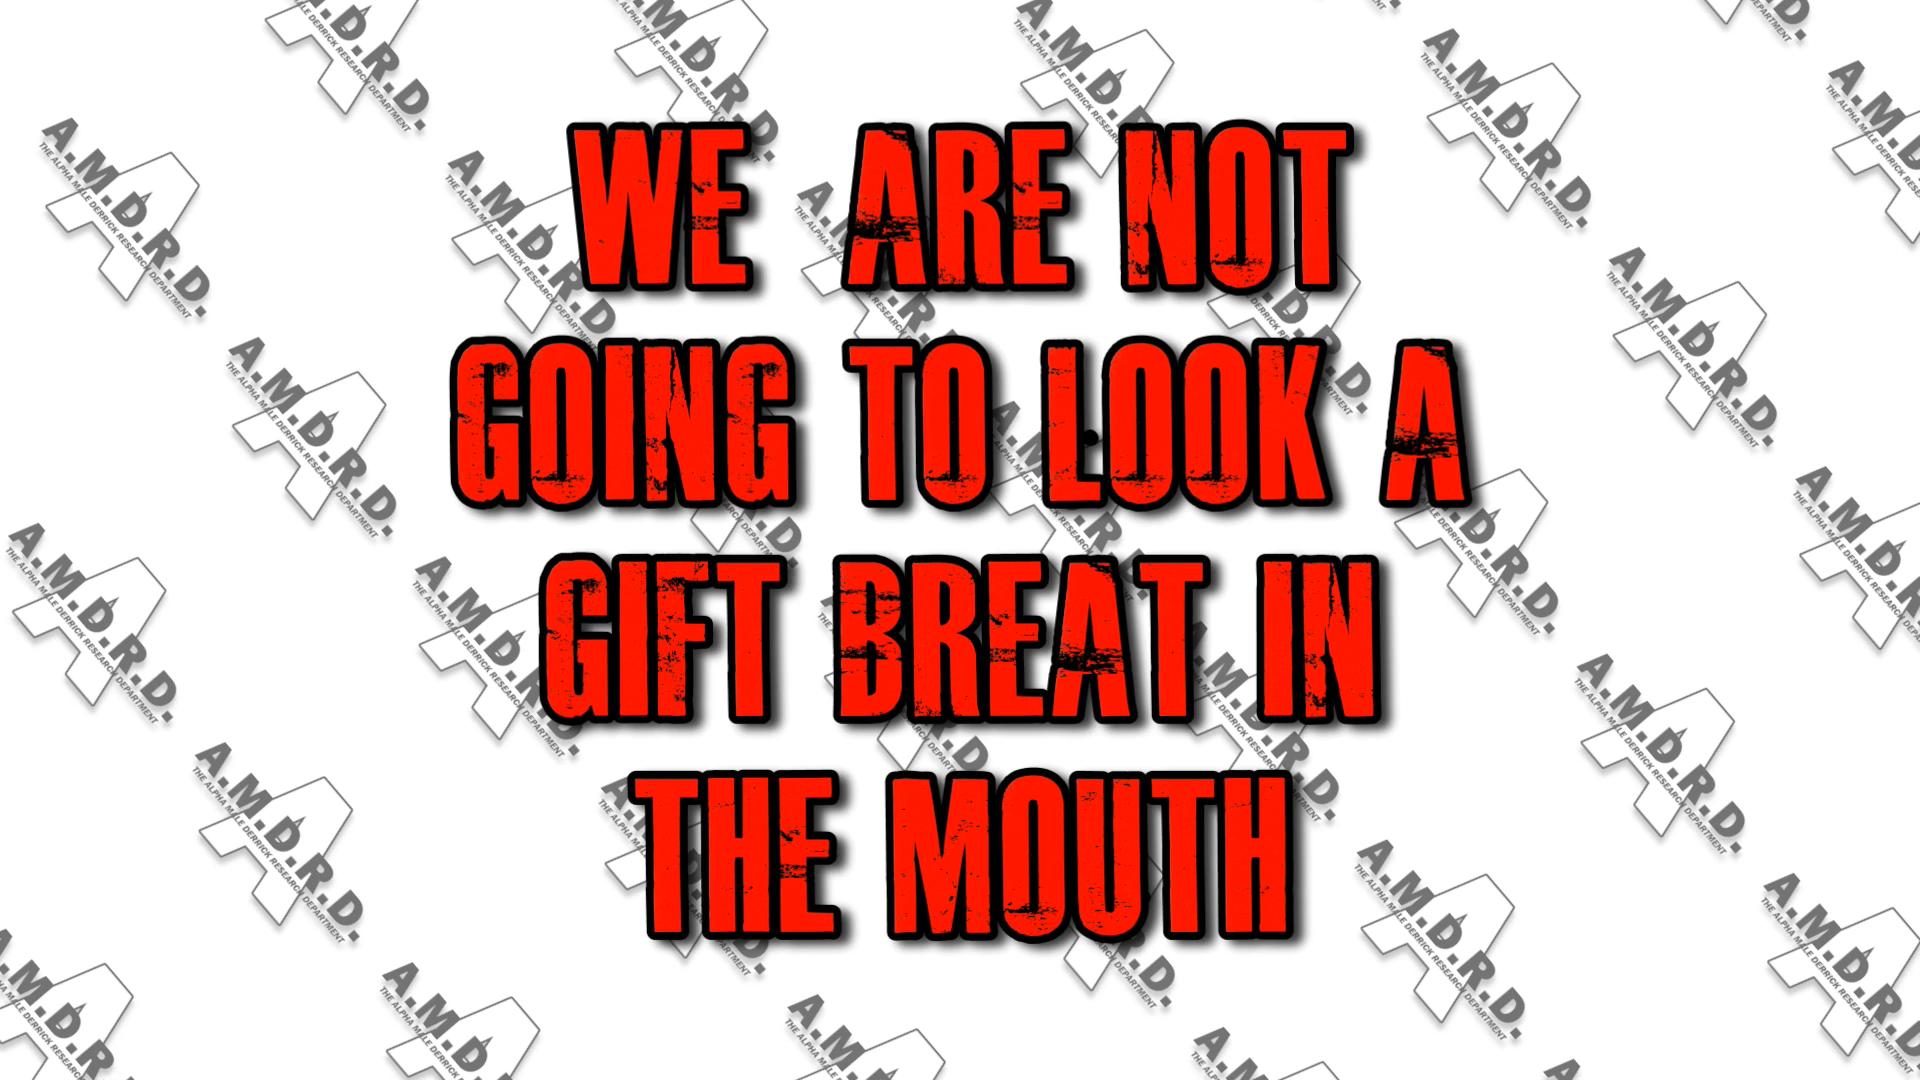 WE ARE NOT
GOING TO LOOK A
GIFT BREAT IN
THE MOUTH
A.M.D.R.D.
THE ALPHA MALE DERRICK RESEARCH DEPARTMENT